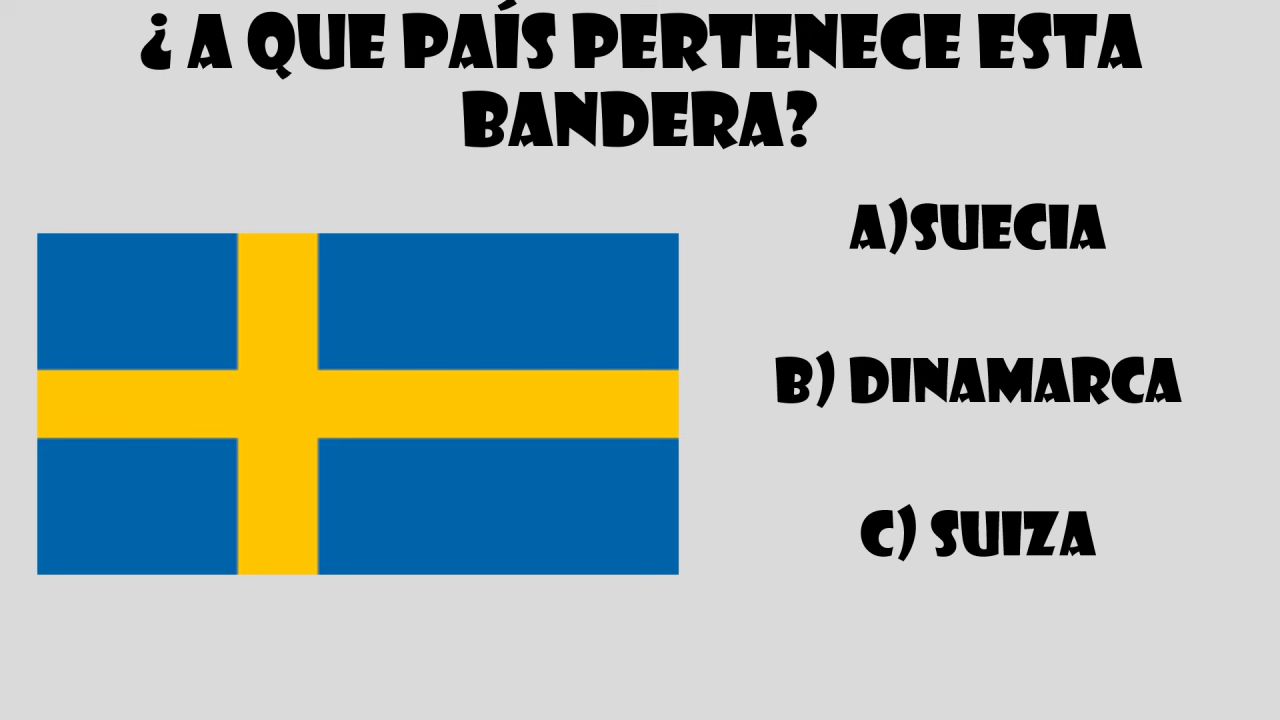 ¿ A QUE PAÍS PERTENECE ESTA
BANDERA?
A)SUECIA
B) DINAMARCA
C) SUIZA